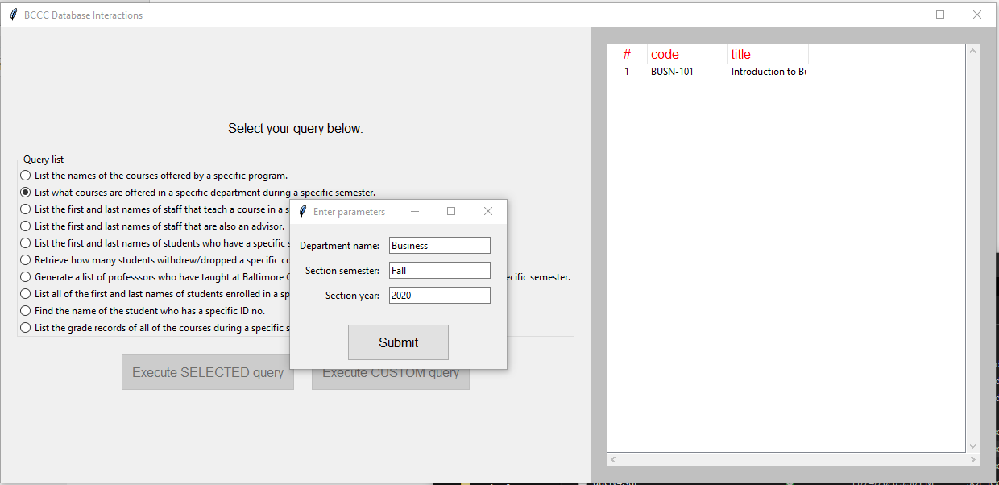 BCCC Database Interactions
Select your query below:
Query list
List the names of the courses offered by a specific program.
List what courses are offered in a specific department during a specific semester.
List the first and last names of staff that teach a course in a s
List the first and last names of staff that are also an advisor.
List the first and last names of students who have a specific s
Retrieve how many students withdrew/dropped a specific co
Generate a list of professsors who have taught at Baltimore C ecific semester.
List all of the first and last names of students enrolled in a sp
Find the name of the student who has a specific ID no.
List the grade records of all of the courses during a specific s
Execute SELECTED query Execute CUSTOM query
Enter parameters
Department name: Business
Section semester: Fall
Section year: 2020
Submit
# code title
1 BUSN-101 Introduction to Bu